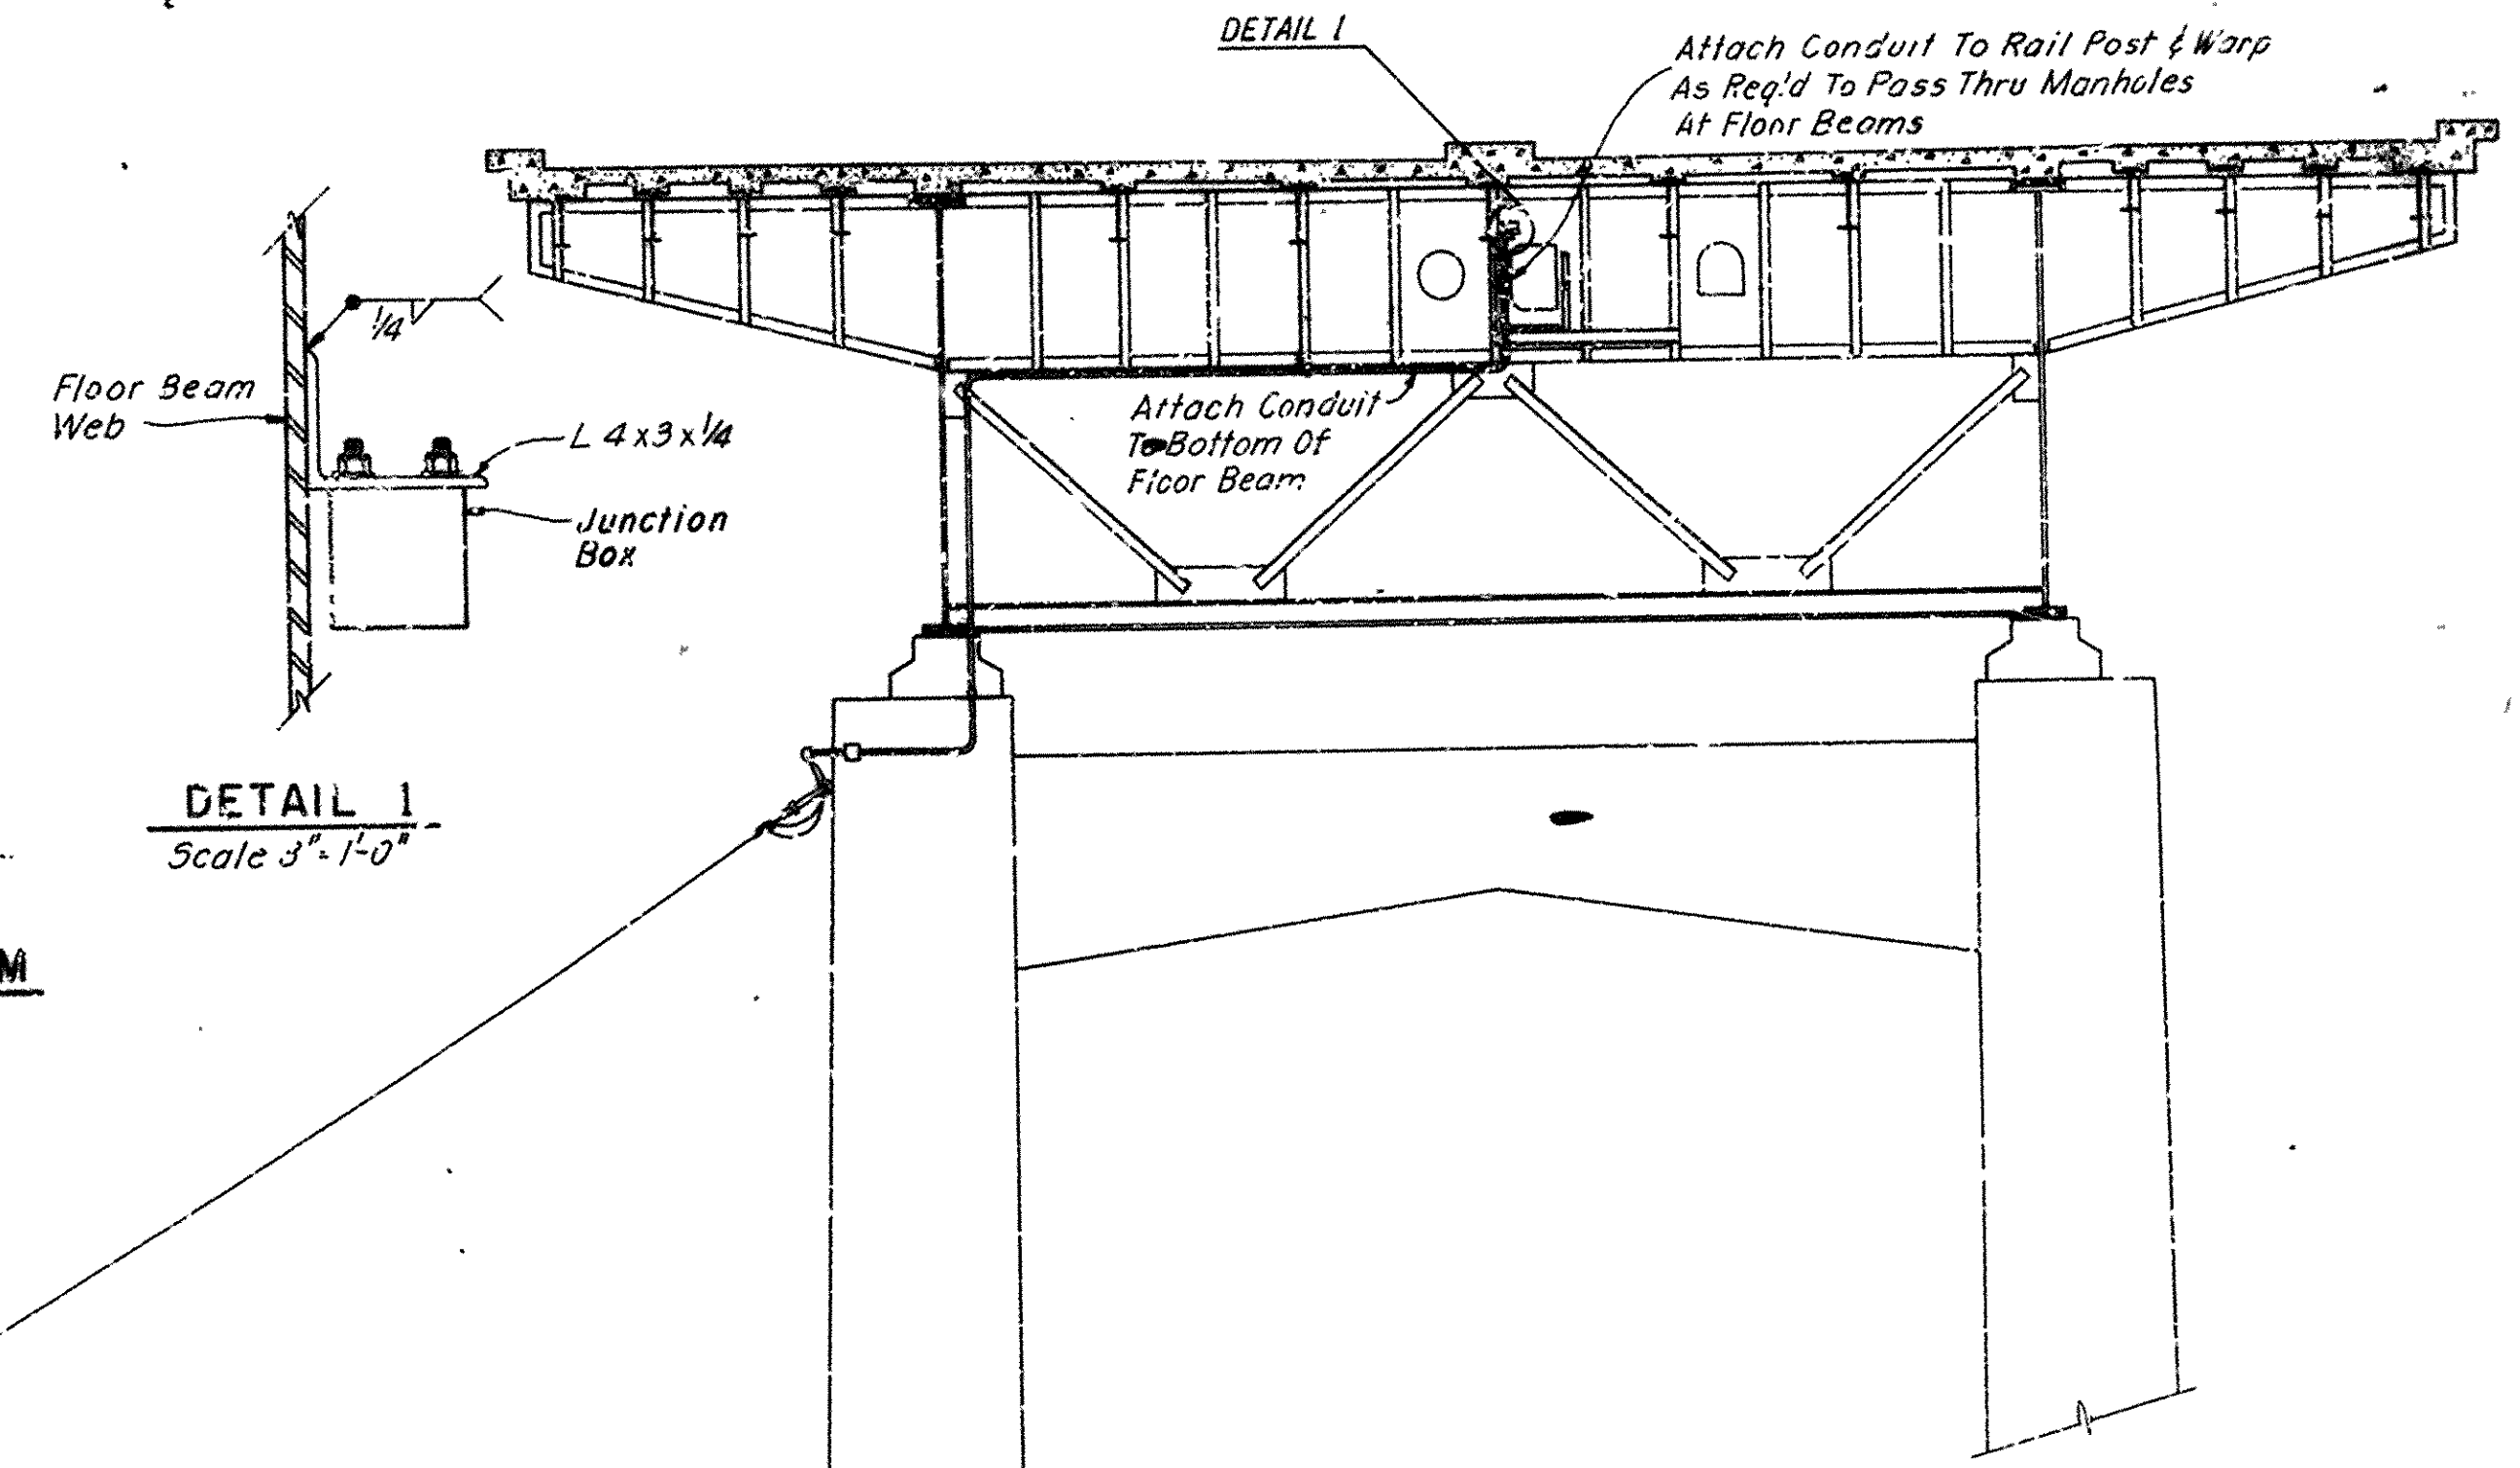 DETAIL 1
Attach Conduit To Rail Post & Warp
As Req'd To Pass Thru Manholes
At Floor Beams
1/4
Floor Beam
Web
L 4x3x1/4
Junction
Box
Attach Conduit
To Bottom Of
Floor Beam
DETAIL 1
Scale 3"=1'-0"
M